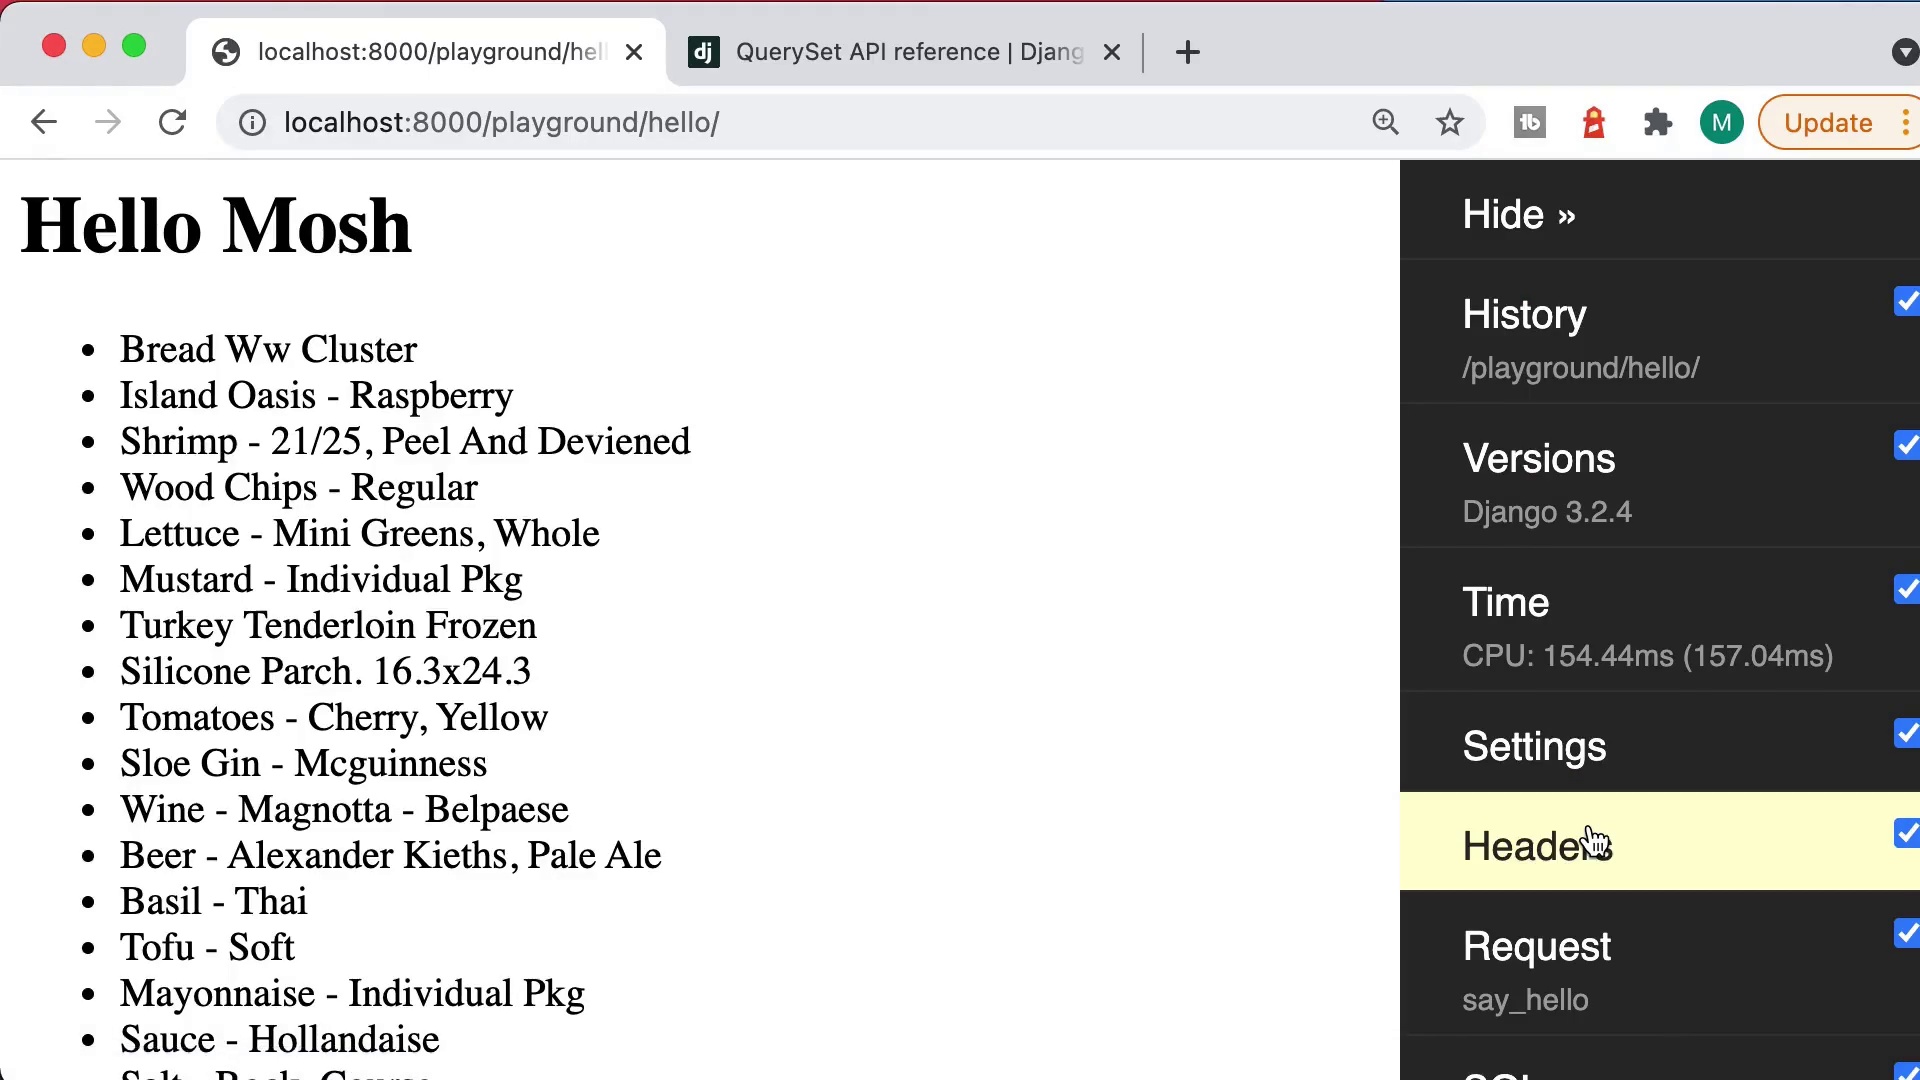 localhost:8000/playground/hel
QuerySet API reference | Djang
localhost:8000/playground/hello/
M
Update
Hello Mosh
Bread Ww Cluster
Island Oasis - Raspberry
Shrimp - 21/25, Peel And Deviened
Wood Chips - Regular
Lettuce - Mini Greens, Whole
Mustard - Individual Pkg
Turkey Tenderloin Frozen
Silicone Parch. 16.3x24.3
Tomatoes - Cherry, Yellow
Sloe Gin - Mcguinness
Wine - Magnotta - Belpaese
Beer - Alexander Kieths, Pale Ale
Basil - Thai
Tofu - Soft
Mayonnaise - Individual Pkg
Sauce - Hollandaise
Hide »
History
/playground/hello/
Versions
Django 3.2.4
Time
CPU: 154.44ms (157.04ms)
Settings
Headers
Request
say_hello